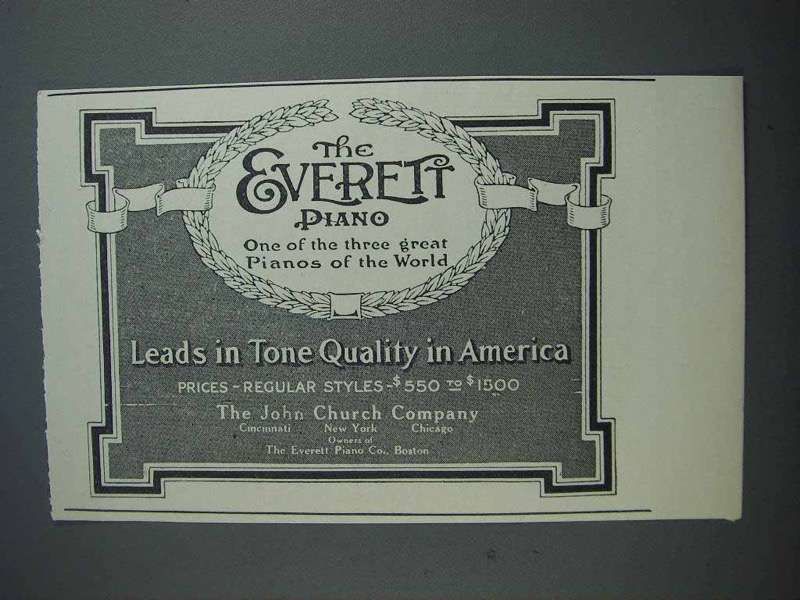 The
Everett
Piano
One of the three great
Pianos of the World
Leads in Tone Quality in America
PRICES - REGULAR STYLES - $550 TO $1500
The John Church Company
Cincinnati New York Chicago
Owners of
The Everett Piano Co., Boston